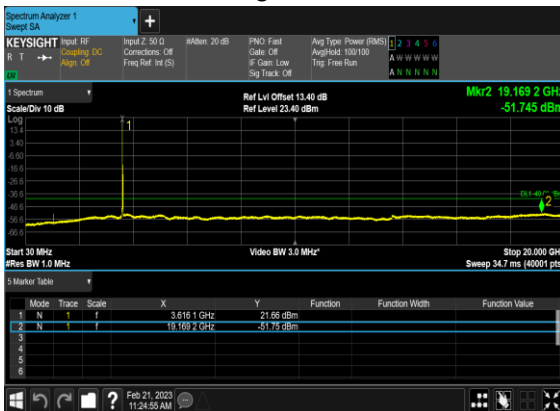 Spectrum Analyzer 1
Swept SA
+
KEYSIGHT
R T
LV
Input: RF
Coupling: DC
Align: Off
Input Z: 50 Ω
Corrections: Off
Freq Ref: Int (S)
#Atten: 20 dB
PNO: Fast
Gate: Off
IF Gain: Low
Sig Track: Off
Avg Type: Power (RMS)
Avg|Hold: 100/100
Trig: Free Run
1 2 3 4 5 6
A W W W W W
A N N N N N
1 Spectrum
Scale/Div 10 dB
Ref Lvl Offset 13.40 dB
Ref Level 23.40 dBm
Mkr2 19.169 2 GHz
-51.745 dBm
Log
13.4
3.40
-6.60
-16.6
-26.6
-36.6
-46.6
-56.6
-66.6
1
2
Start 30 MHz
#Res BW 1.0 MHz
Video BW 3.0 MHz*
Stop 20.000 GHz
Sweep 34.7 ms (40001 pts)
5 Marker Table
Mode Trace Scale X Y Function Function Width Function Value
1 N 1 f 3.616 1 GHz 21.66 dBm
2 N 1 f 19.169 2 GHz -51.75 dBm
3
4
5
6
?
Feb 21, 2023
11:24:55 AM